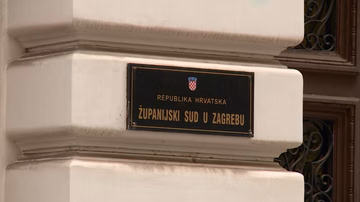 REPUBLIKA HRVATSKA
ŽUPANIJSKI SUD U ZAGREBU